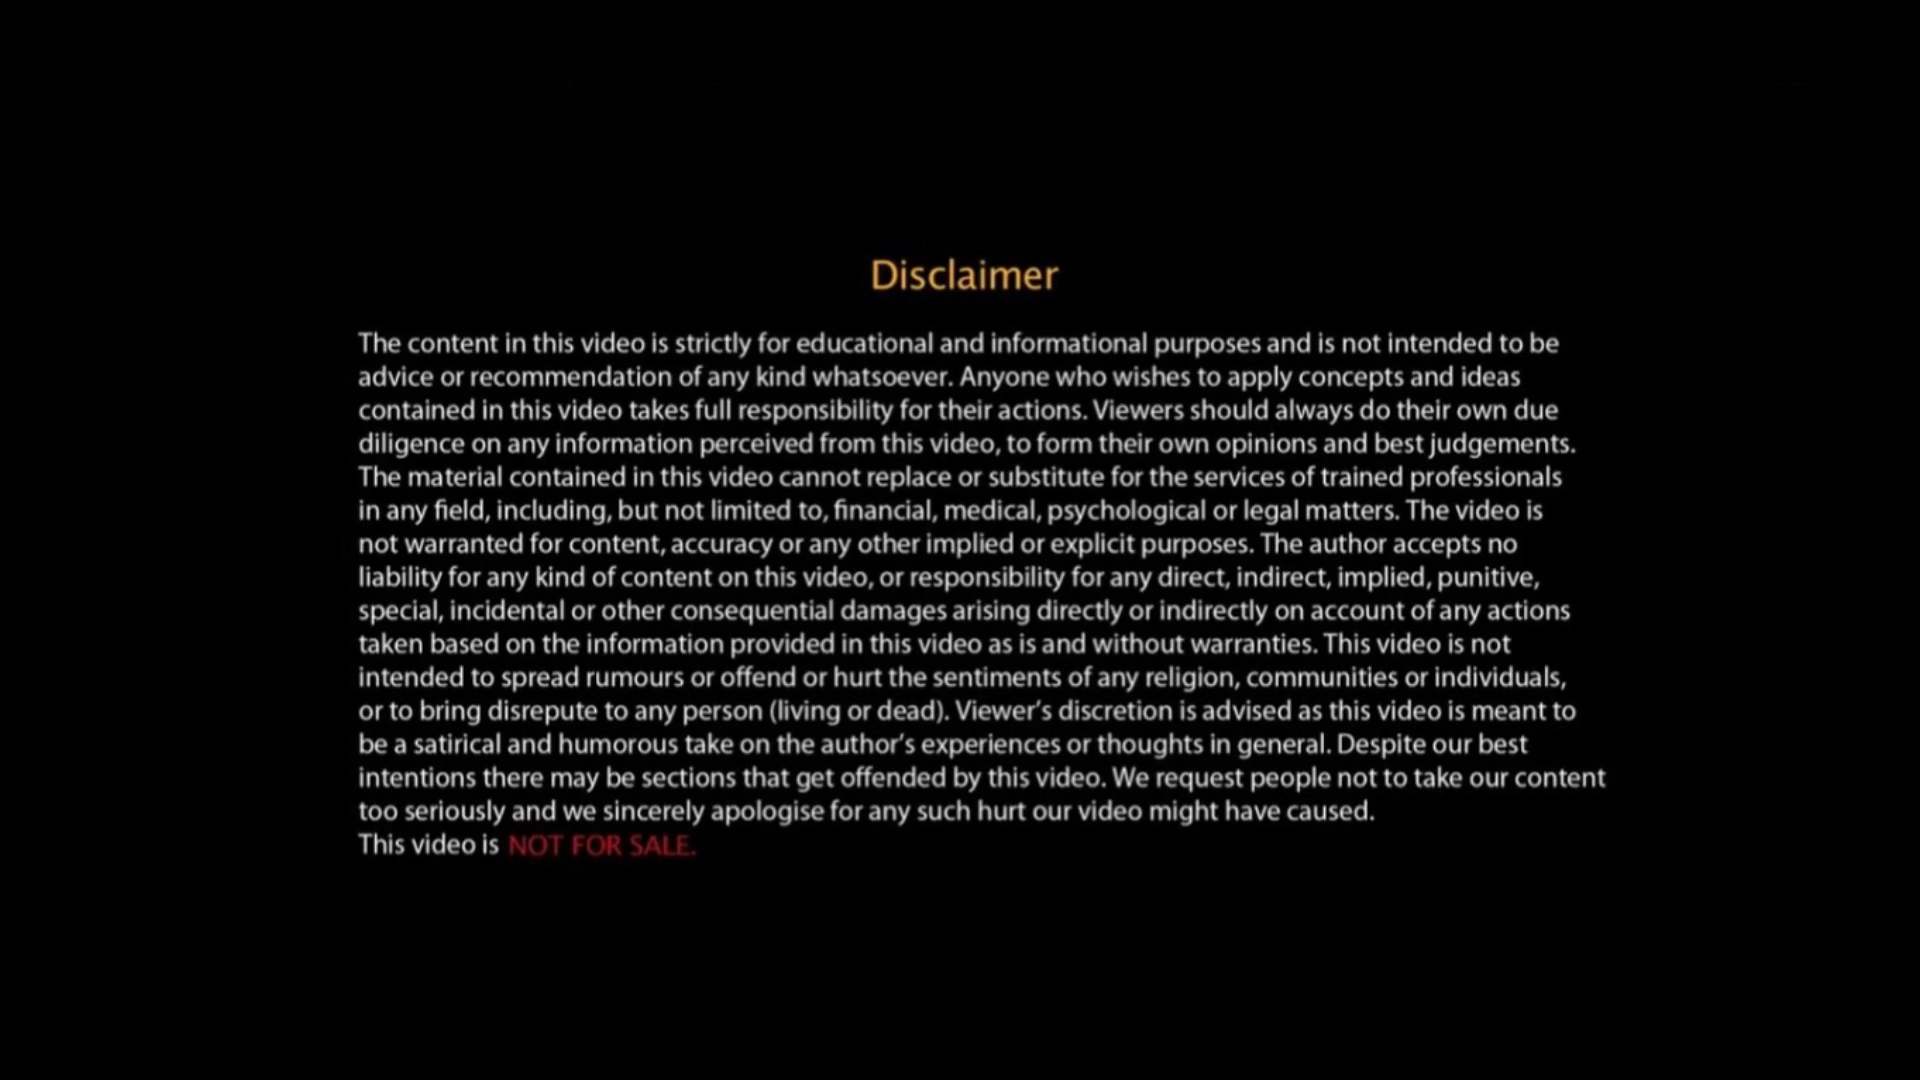 Disclaimer
The content in this video is strictly for educational and informational purposes and is not intended to be
advice or recommendation of any kind whatsoever. Anyone who wishes to apply concepts and ideas
contained in this video takes full responsibility for their actions. Viewers should always do their own due
diligence on any information perceived from this video, to form their own opinions and best judgements.
The material contained in this video cannot replace or substitute for the services of trained professionals
in any field, including, but not limited to, financial, medical, psychological or legal matters. The video is
not warranted for content, accuracy or any other implied or explicit purposes. The author accepts no
liability for any kind of content on this video, or responsibility for any direct, indirect, implied, punitive,
special, incidental or other consequential damages arising directly or indirectly on account of any actions
taken based on the information provided in this video as is and without warranties. This video is not
intended to spread rumours or offend or hurt the sentiments of any religion, communities or individuals,
or to bring disrepute to any person (living or dead). Viewer's discretion is advised as this video is meant to
be a satirical and humorous take on the author's experiences or thoughts in general. Despite our best
intentions there may be sections that get offended by this video. We request people not to take our content
too seriously and we sincerely apologise for any such hurt our video might have caused.
This video is NOT FOR SALE.